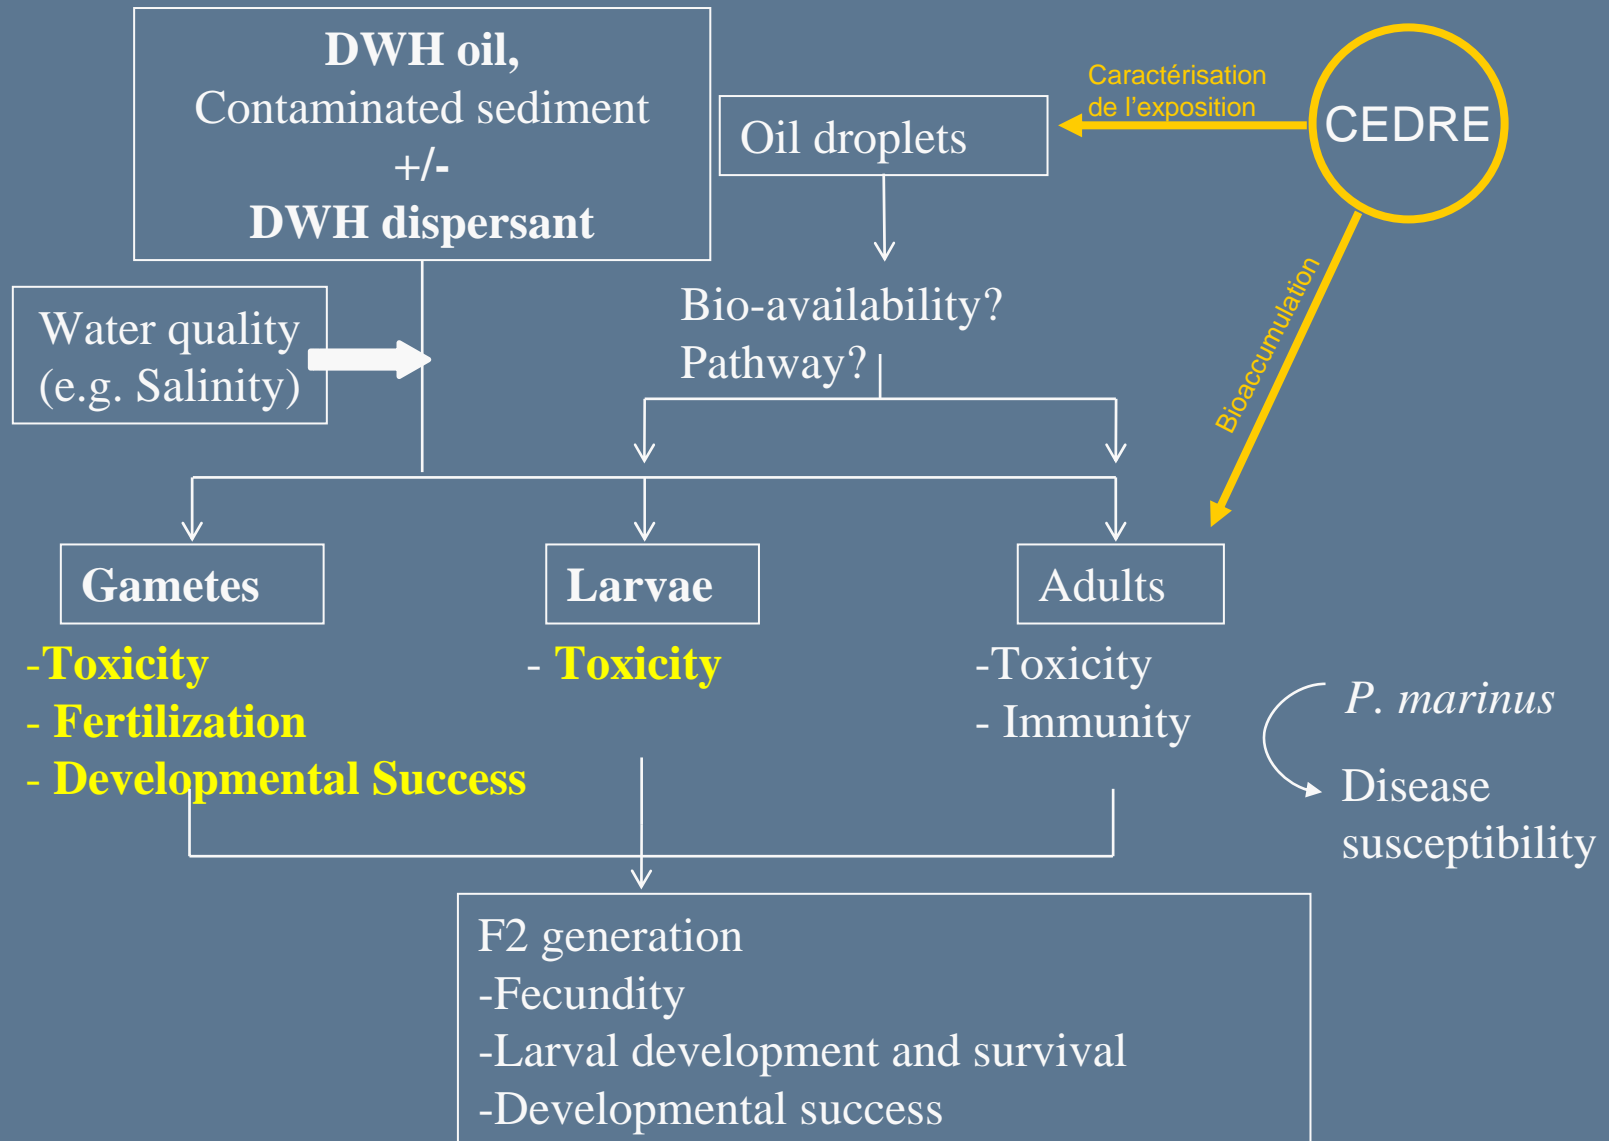 DWH oil,
Contaminated sediment
+/-
DWH dispersant
Oil droplets
Caractérisation
de l'exposition
CEDRE
Water quality
(e.g. Salinity)
Bio-availability?
Pathway?
Bioaccumulation
Gametes
-Toxicity
- Fertilization
- Developmental Success
Larvae
- Toxicity
Adults
-Toxicity
- Immunity
P. marinus
Disease
susceptibility
F2 generation
-Fecundity
-Larval development and survival
-Developmental success